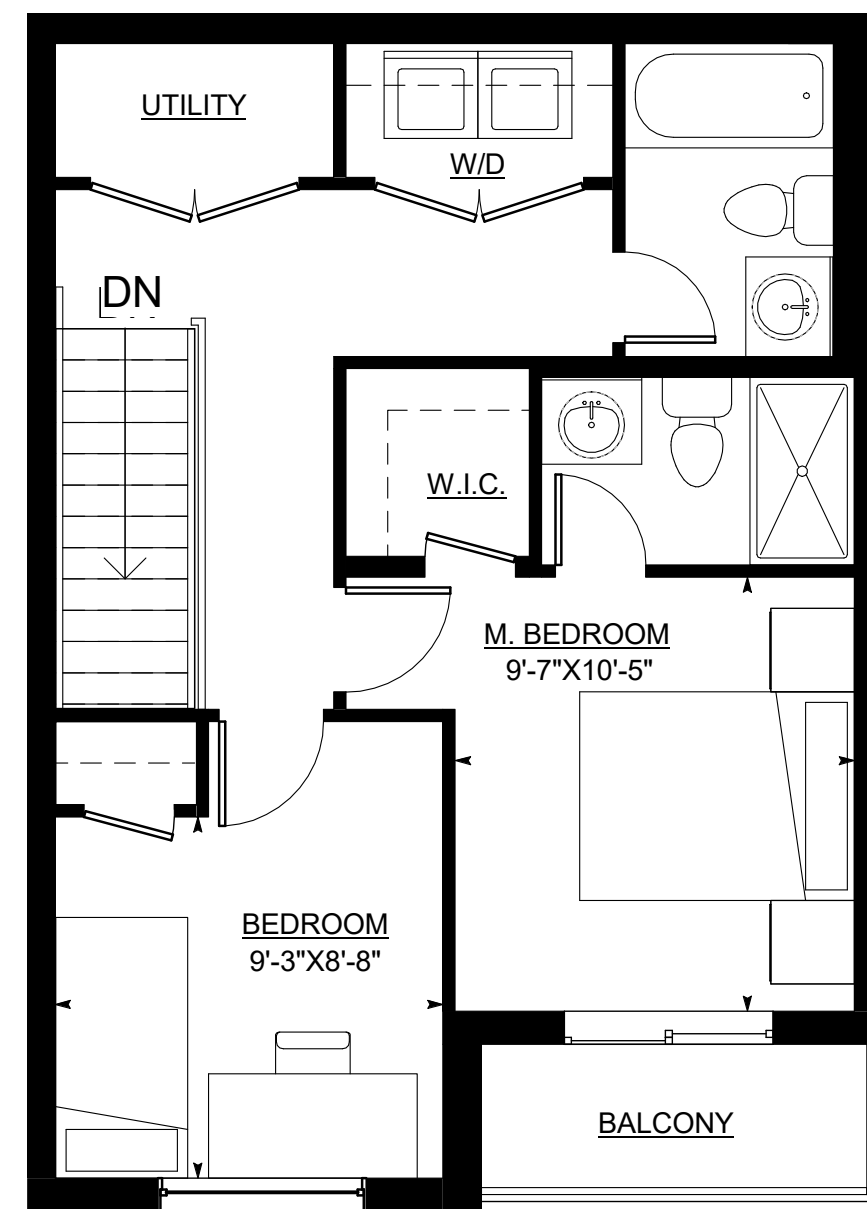 UTILITY
W/D
DN
W.I.C.
M. BEDROOM
9'-7"X10'-5"
BEDROOM
9'-3"X8'-8"
BALCONY